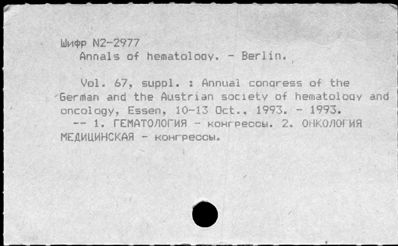 Шифр N2-2977
Annals of hematology. - Berlin.
Vol. 67, suppl. : Annual congress of the
German and the Austrian society of hematology and
oncology, Essen, 10-13 Oct., 1993. - 1993.
-- 1. ГЕМАТОЛОГИЯ - конгрессы. 2. ОНКОЛОГИЯ
МЕДИЦИНСКАЯ - конгрессы.